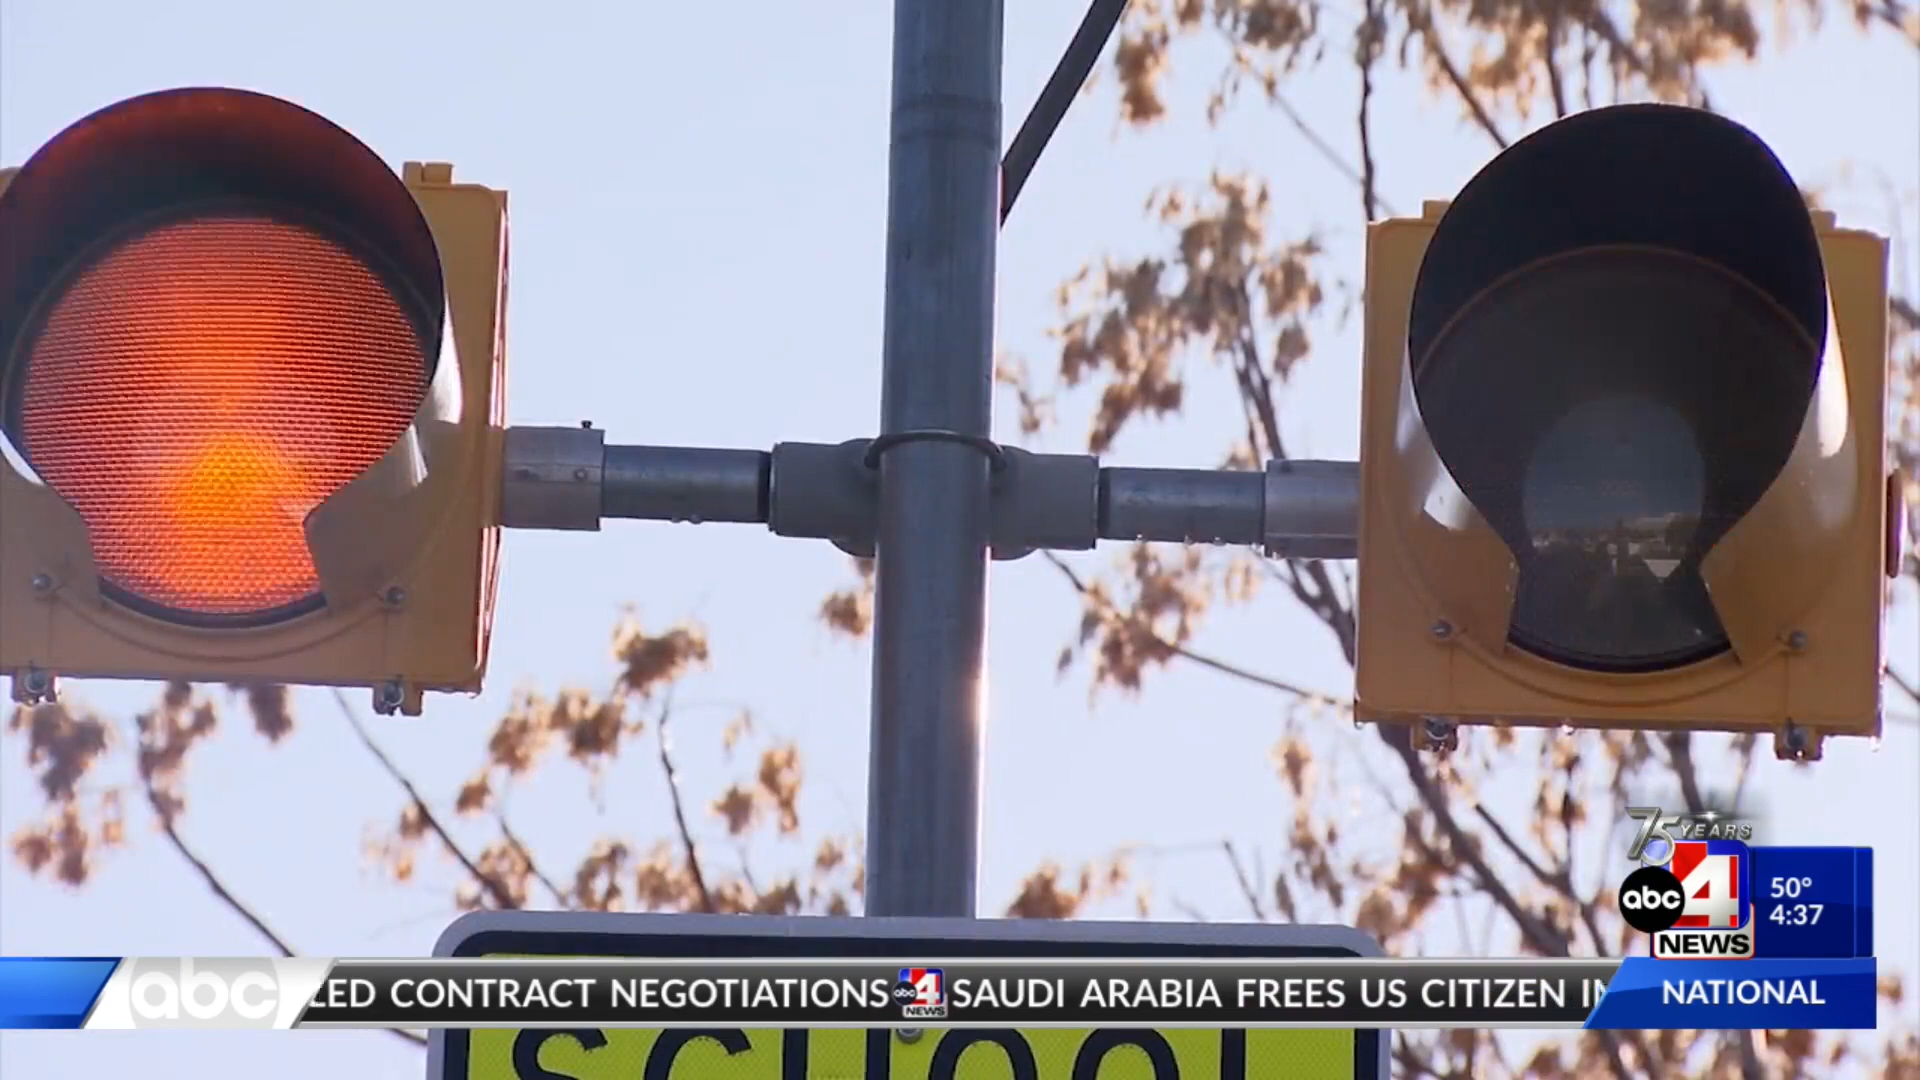 75 YEARS
abc 4
NEWS
50°
4:37
abc
CONTRACT NEGOTIATIONS abc 4 NEWS SAUDI ARABIA FREES US CITIZEN
NATIONAL
SCHOOL